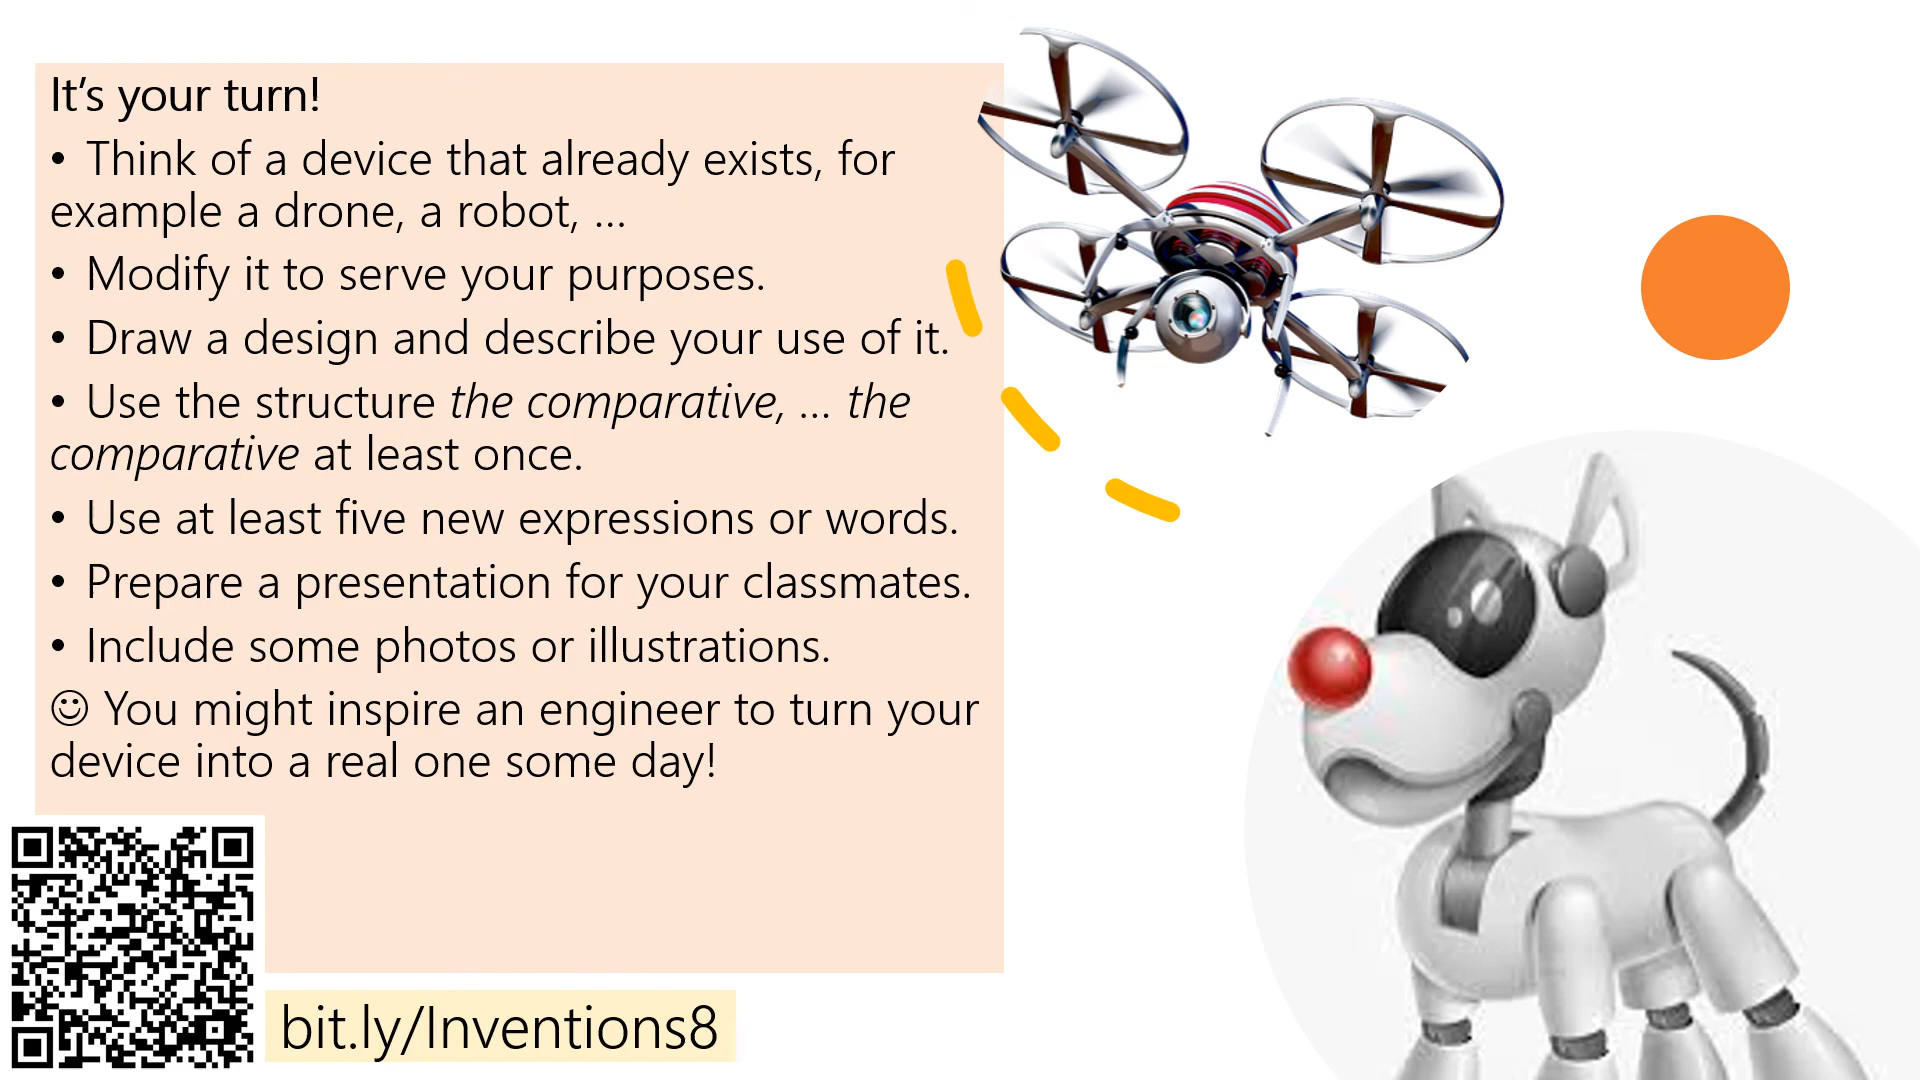 It’s your turn!
• Think of a device that already exists, for
example a drone, a robot, ...
• Modify it to serve your purposes.
• Draw a design and describe your use of it.
• Use the structure the comparative, ... the
comparative at least once.
• Use at least five new expressions or words.
• Prepare a presentation for your classmates.
• Include some photos or illustrations.
☺ You might inspire an engineer to turn your
device into a real one some day!
bit.ly/Inventions8